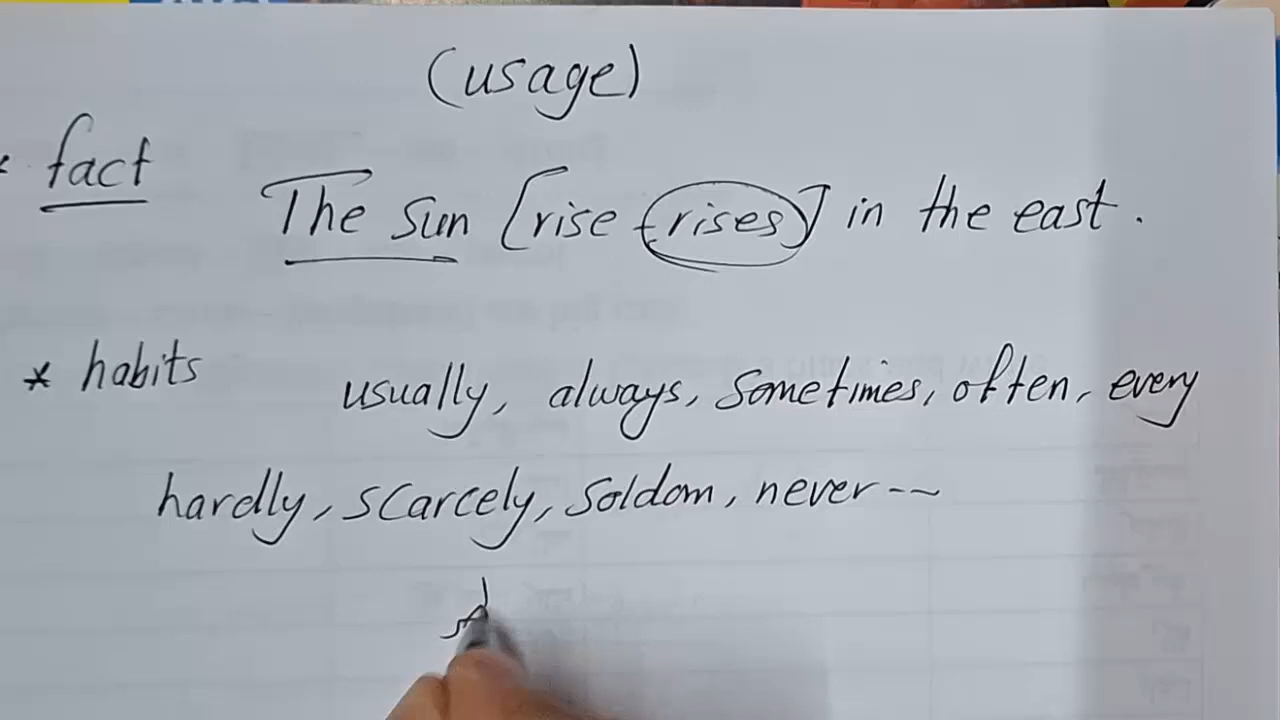 (usage)
* fact The Sun [rise - rises] in the east.
* habits usually, always, sometimes, often, every
hardly, scarcely, soldom, never --~